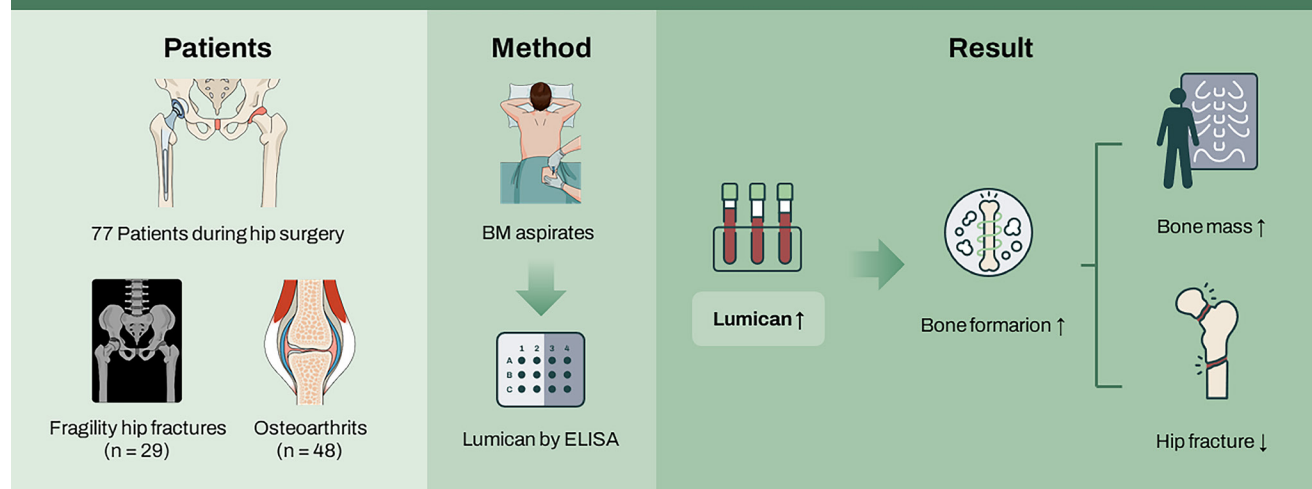 Patients
77 Patients during hip surgery
Fragility hip fractures
(n = 29)
Osteoarthrits
(n = 48)
Method
BM aspirates
1 2 3 4
A
B
C
Lumican by ELISA
Result
Lumican ↑
Bone formarion ↑
Bone mass ↑
Hip fracture ↓